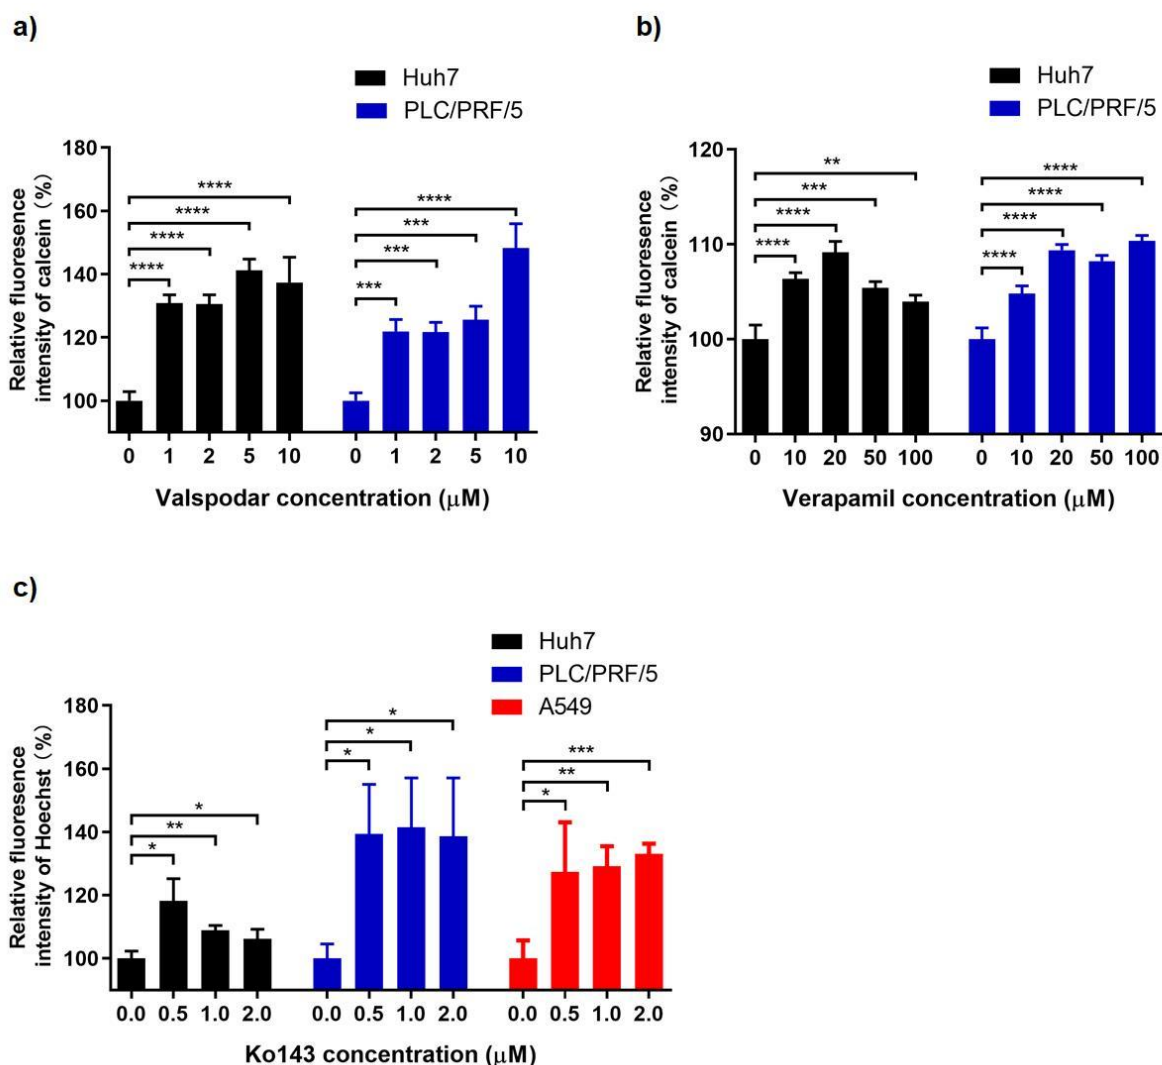 a)
Huh7
PLC/PRF/5
Relative fluoresence
intensity of calcein (%)
180
160
140
120
100
****
****
****
****
****
***
***
***
0 1 2 5 10 0 1 2 5 10
Valspodar concentration (μM)
b)
Huh7
PLC/PRF/5
Relative fluoresence
intensity of calcein (%)
120
110
100
90
**
***
****
****
****
****
****
****
0 10 20 50 100 0 10 20 50 100
Verapamil concentration (μM)
c)
Huh7
PLC/PRF/5
A549
Relative fluoresence
intensity of Hoechst (%)
180
160
140
120
100
*
**
*
*
*
*
***
**
*
0.0 0.5 1.0 2.0 0.0 0.5 1.0 2.0 0.0 0.5 1.0 2.0
Ko143 concentration (μM)